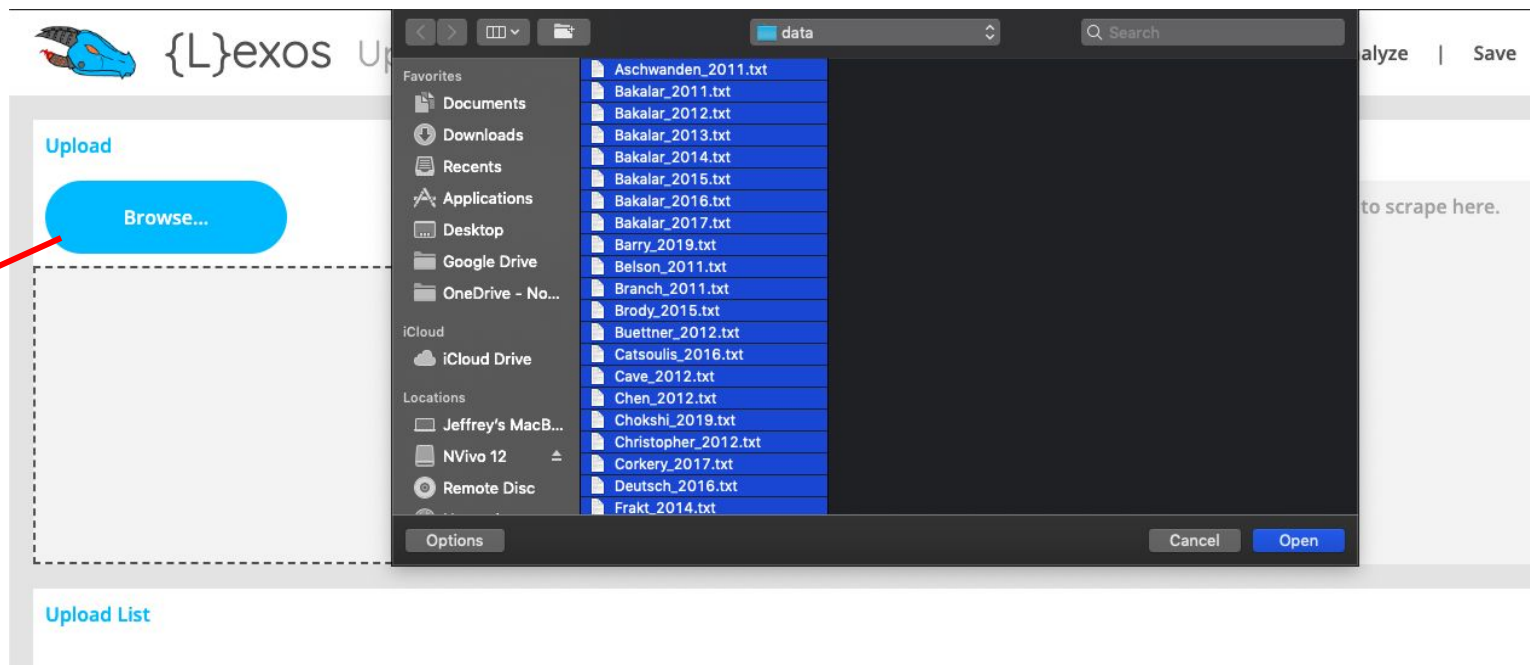 {L}exos Up
data
Search
alyze | Save
Upload
Browse...
to scrape here.
Favorites
Documents
Downloads
Recents
Applications
Desktop
Google Drive
OneDrive - No...
iCloud
iCloud Drive
Locations
Jeffrey's MacB...
NVivo 12
Remote Disc
Aschwanden_2011.txt
Bakalar_2011.txt
Bakalar_2012.txt
Bakalar_2013.txt
Bakalar_2014.txt
Bakalar_2015.txt
Bakalar_2016.txt
Bakalar_2017.txt
Barry_2019.txt
Belson_2011.txt
Branch_2011.txt
Brody_2015.txt
Buettner_2012.txt
Catsoulis_2016.txt
Cave_2012.txt
Chen_2012.txt
Chokshi_2019.txt
Christopher_2012.txt
Corkery_2017.txt
Deutsch_2016.txt
Frakt_2014.txt
Options
Cancel
Open
Upload List